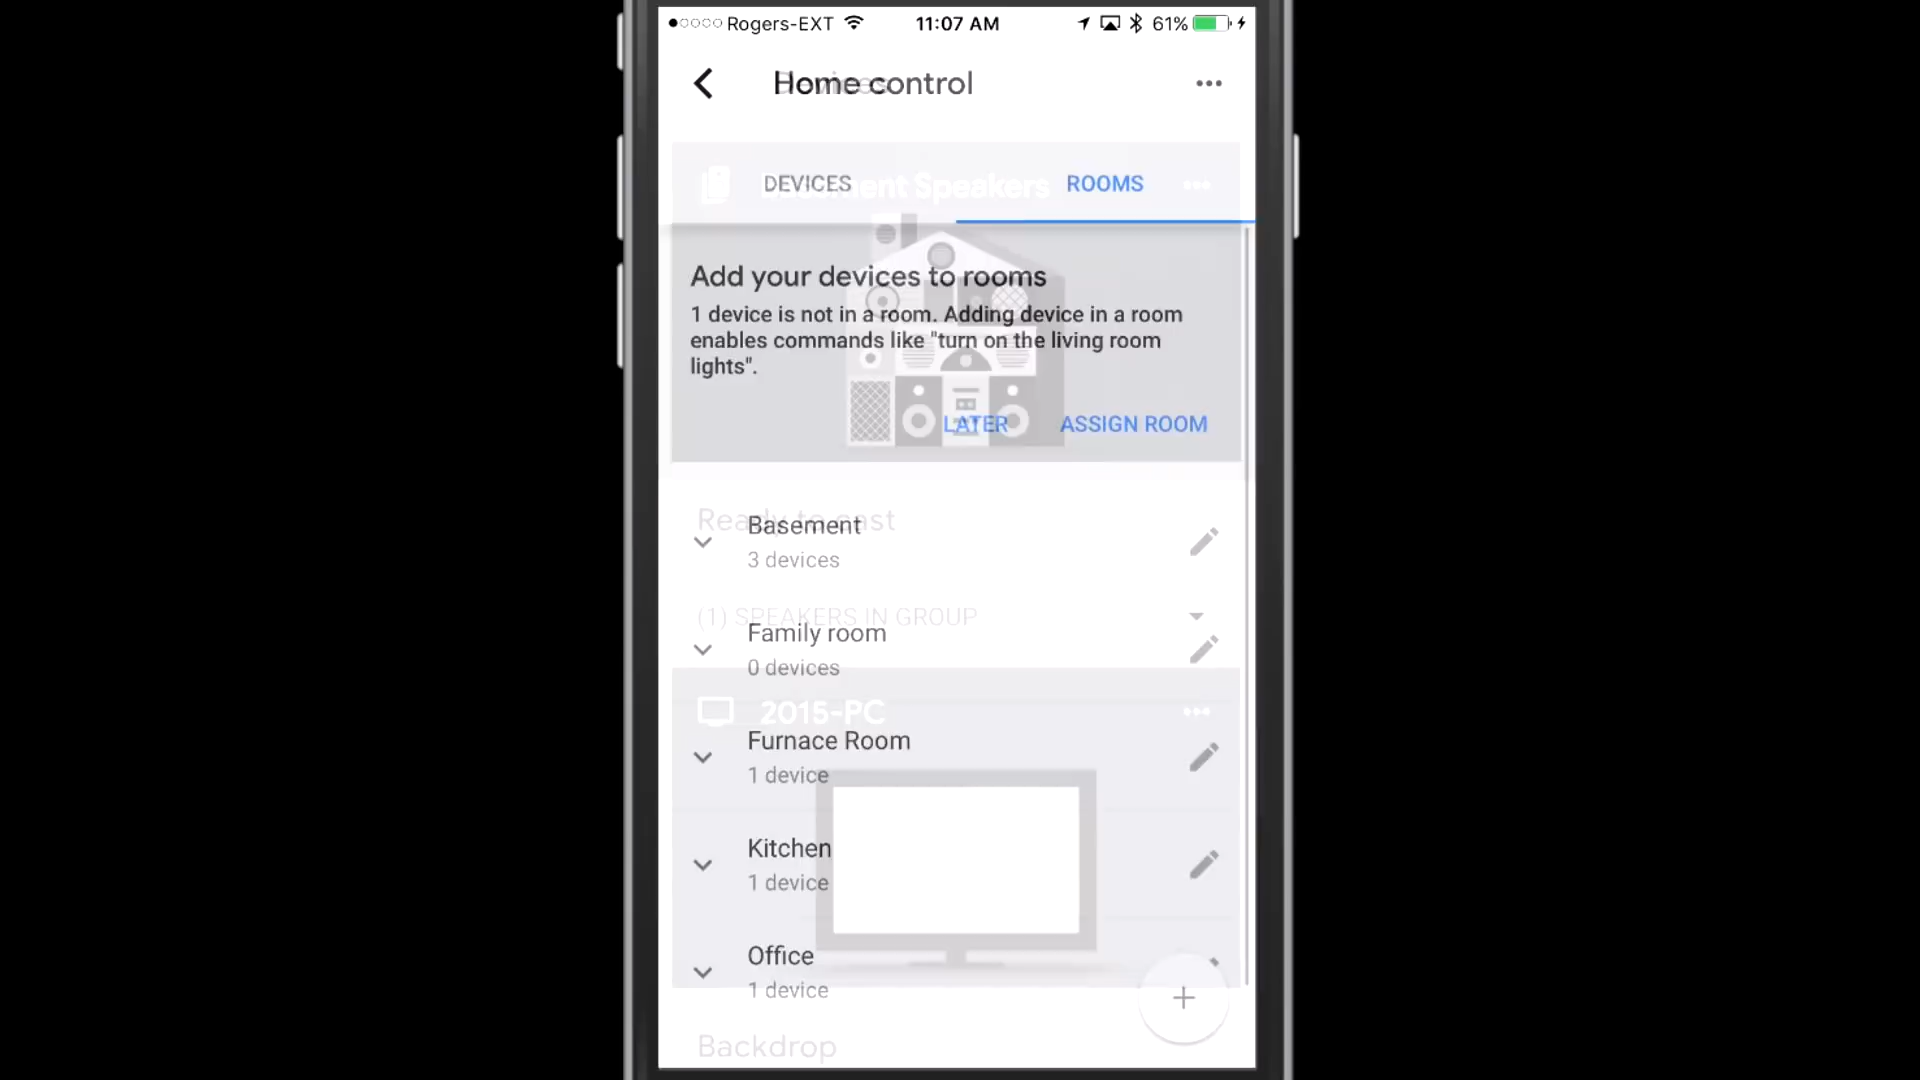 Rogers-EXT
11:07 AM
61%
Home control
Devices
DEVICES
ment Speakers
ROOMS
Add your devices to rooms
1 device is not in a room. Adding device in a room
enables commands like "turn on the living room
lights".
LATER
ASSIGN ROOM
Ready to cast
Basement
3 devices
(1) SPEAKERS IN GROUP
Family room
0 devices
2015-PC
Furnace Room
1 device
Kitchen
1 device
Office
1 device
Backdrop